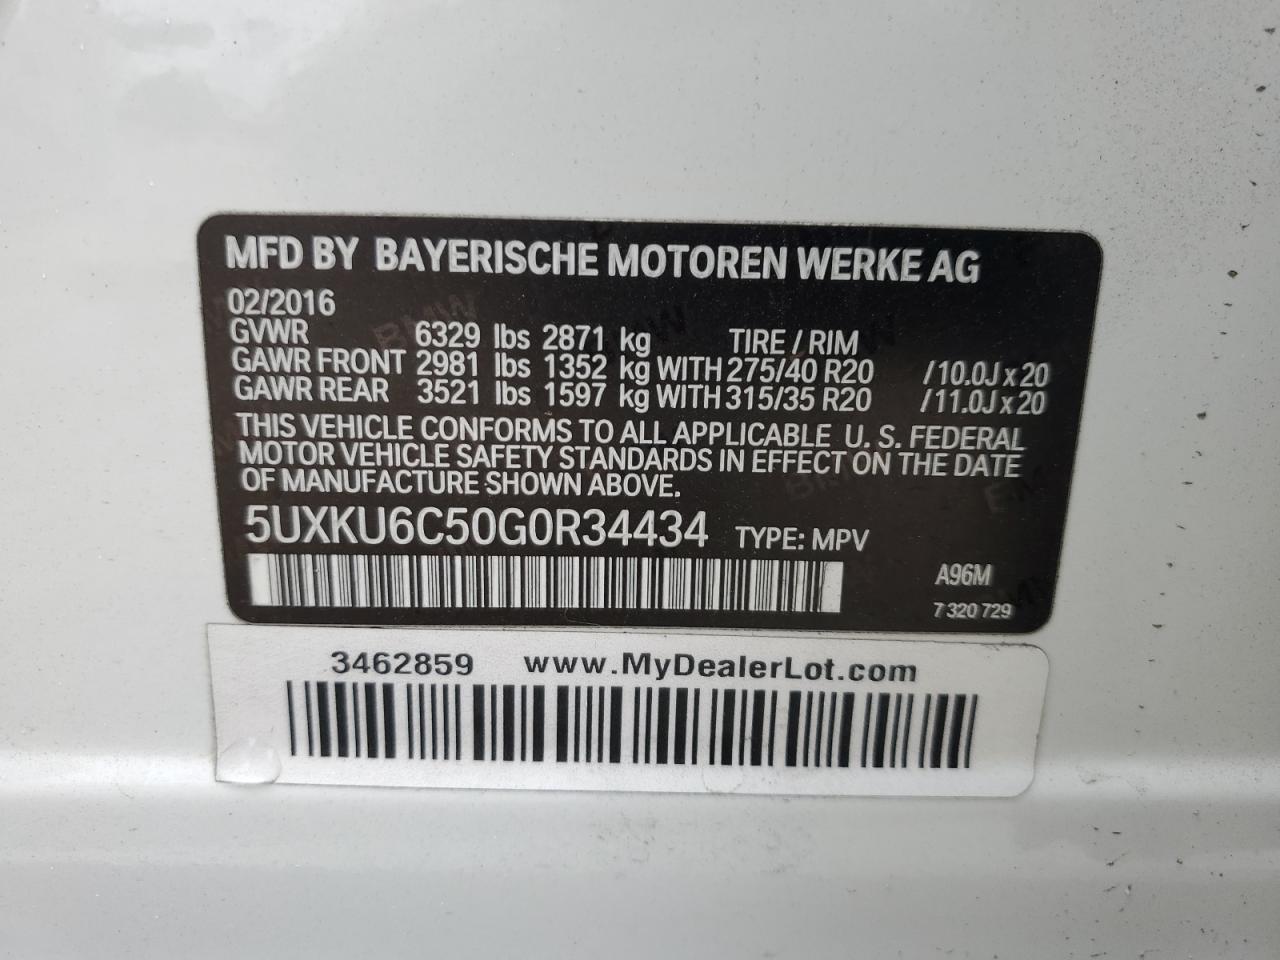 MFD BY BAYERISCHE MOTOREN WERKE AG
02/2016
GVWR 6329 lbs 2871 kg TIRE / RIM
GAWR FRONT 2981 lbs 1352 kg WITH 275/40 R20 /10.0J x 20
GAWR REAR 3521 lbs 1597 kg WITH 315/35 R20 /11.0J x 20
THIS VEHICLE CONFORMS TO ALL APPLICABLE U. S. FEDERAL
MOTOR VEHICLE SAFETY STANDARDS IN EFFECT ON THE DATE
OF MANUFACTURE SHOWN ABOVE.
5UXKU6C50G0R34434 TYPE: MPV
A96M
7 320 729
3462859 www.MyDealerLot.com